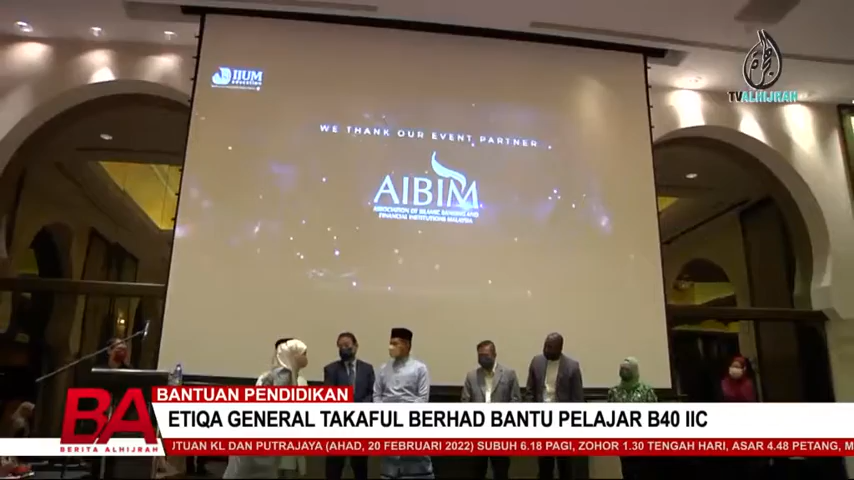 IIUM
education
TVALHIJRAH
WE THANK OUR EVENT PARTNER
AIBIM
ASSOCIATION OF ISLAMIC BANKING AND
FINANCIAL INSTITUTIONS MALAYSIA
BANTUAN PENDIDIKAN
BA
ETIQA GENERAL TAKAFUL BERHAD BANTU PELAJAR B40 IIC
BERITA ALHIJRAH
JTUAN KL DAN PUTRAJAYA (AHAD, 20 FEBRUARI 2022) SUBUH 6.18 PAGI, ZOHOR 1.30 TENGAH HARI, ASAR 4.48 PETANG, M